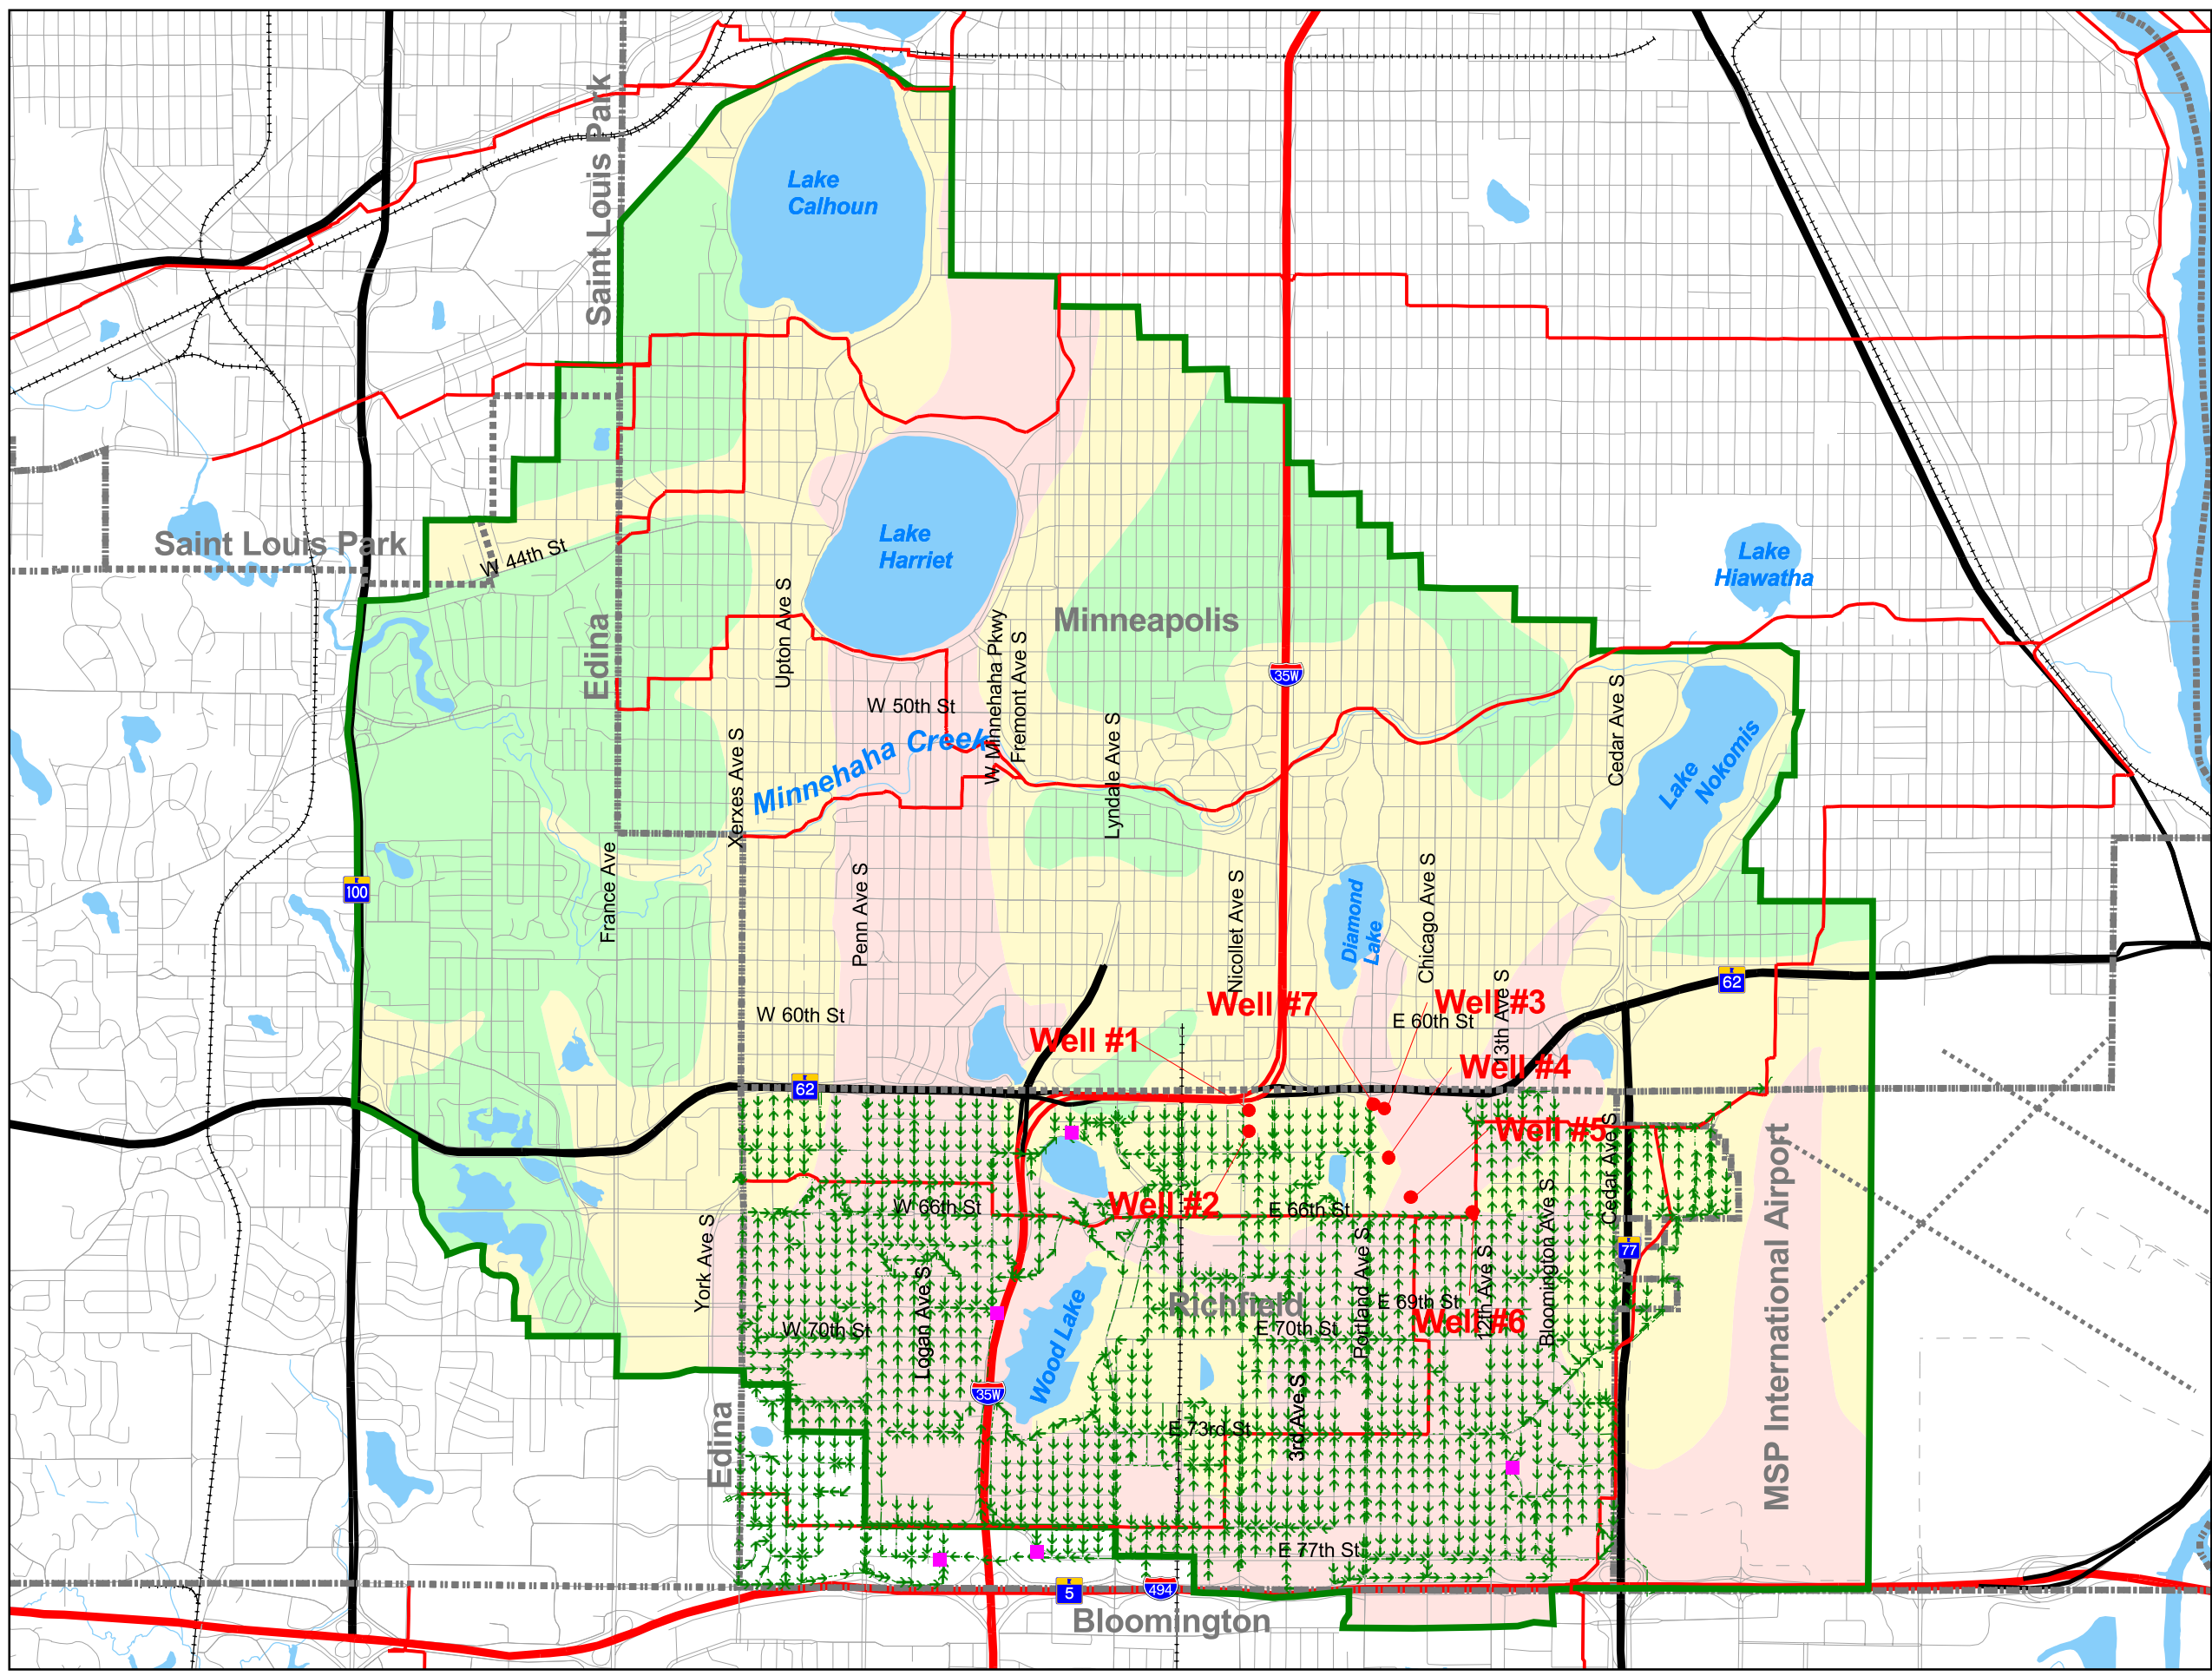 Saint Louis Park
Lake
Calhoun
Saint Louis Park
W 44th St
Lake
Harriet
Lake
Hiawatha
Edina
Upton Ave S
W Minnehaha Pkwy
Fremont Ave S
Minneapolis
35W
W 50th St
Minnehaha Creek
Xerxes Ave S
Lyndale Ave S
Cedar Ave S
Lake
Nokomis
100
France Ave
Penn Ave S
Nicollet Ave S
Diamond
Lake
Chicago Ave S
13th Ave S
62
W 60th St
Well #7
Well #3
E 60th St
Well #1
Well #4
62
Well #5
Cedar Ave S
W 66th St
Well #2
E 66th St
York Ave S
Logan Ave S
Wood Lake
Richfield
Portland Ave S
E 69th St
12th Ave S
Bloomington Ave S
77
MSP International Airport
W 70th St
E 70th St
Well #6
35W
Edina
E 73rd St
3rd Ave S
E 77th St
5
494
Bloomington